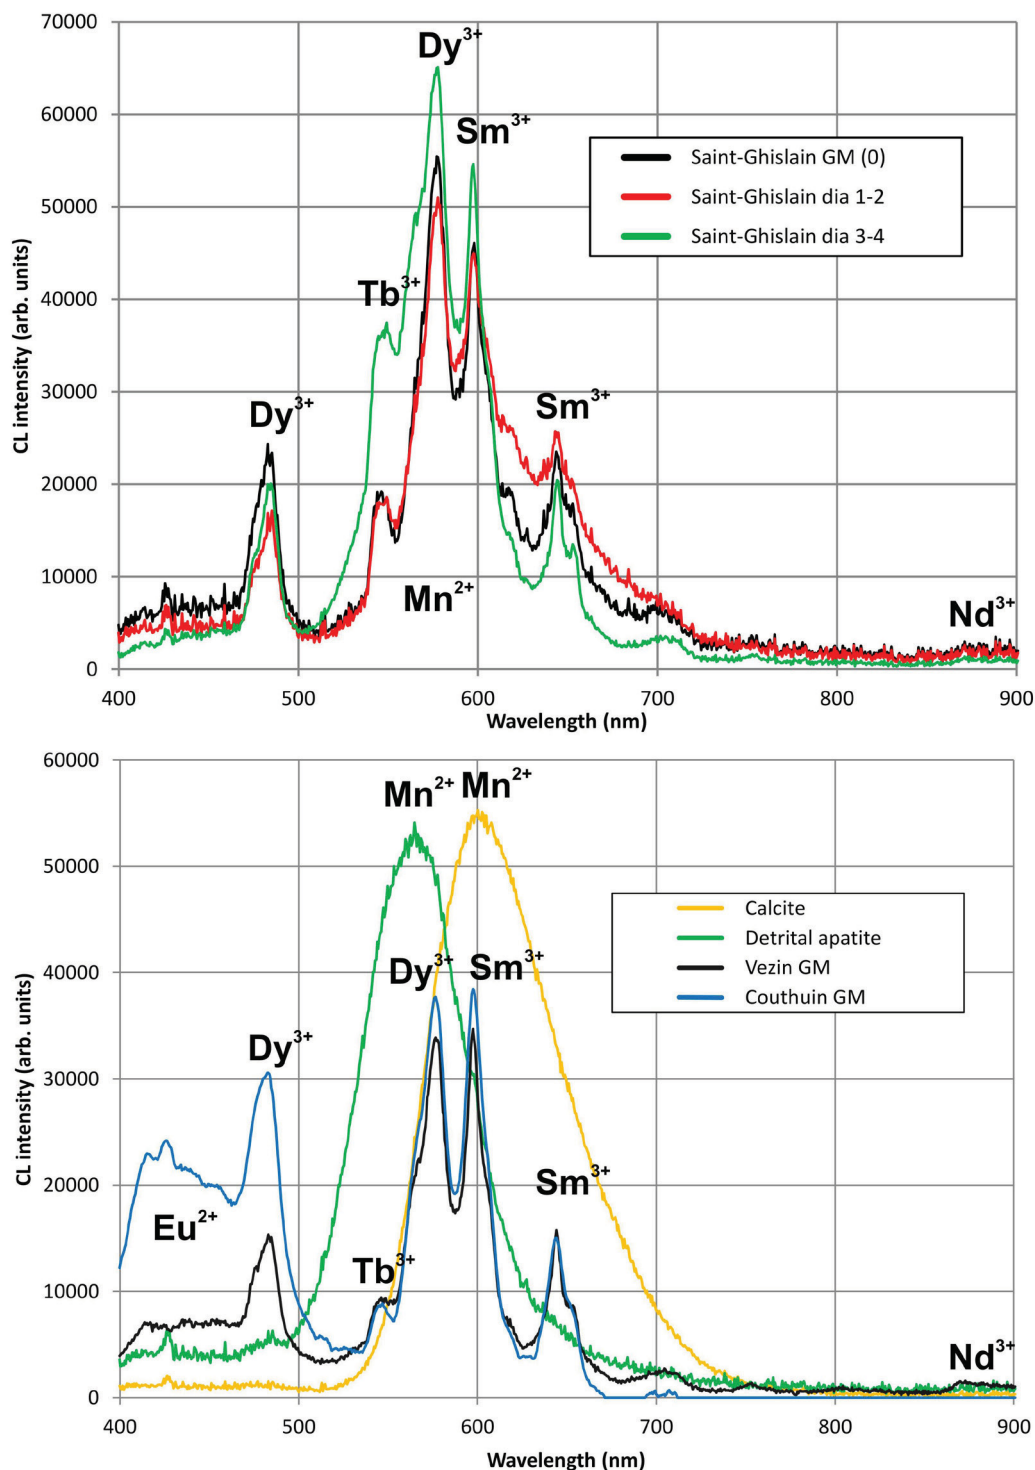 70000
60000
50000
40000
30000
20000
10000
0
CL intensity (arb. units)
Dy3+
Sm3+
Tb3+
Dy3+
Sm3+
Mn2+
Nd3+
Saint-Ghislain GM (0)
Saint-Ghislain dia 1-2
Saint-Ghislain dia 3-4
400 500 600 700 800 900
Wavelength (nm)
60000
50000
40000
30000
20000
10000
0
CL intensity (arb. units)
Mn2+ Mn2+
Dy3+ Sm3+
Dy3+
Sm3+
Eu2+
Tb3+
Nd3+
Calcite
Detrital apatite
Vezin GM
Couthuin GM
400 500 600 700 800 900
Wavelength (nm)